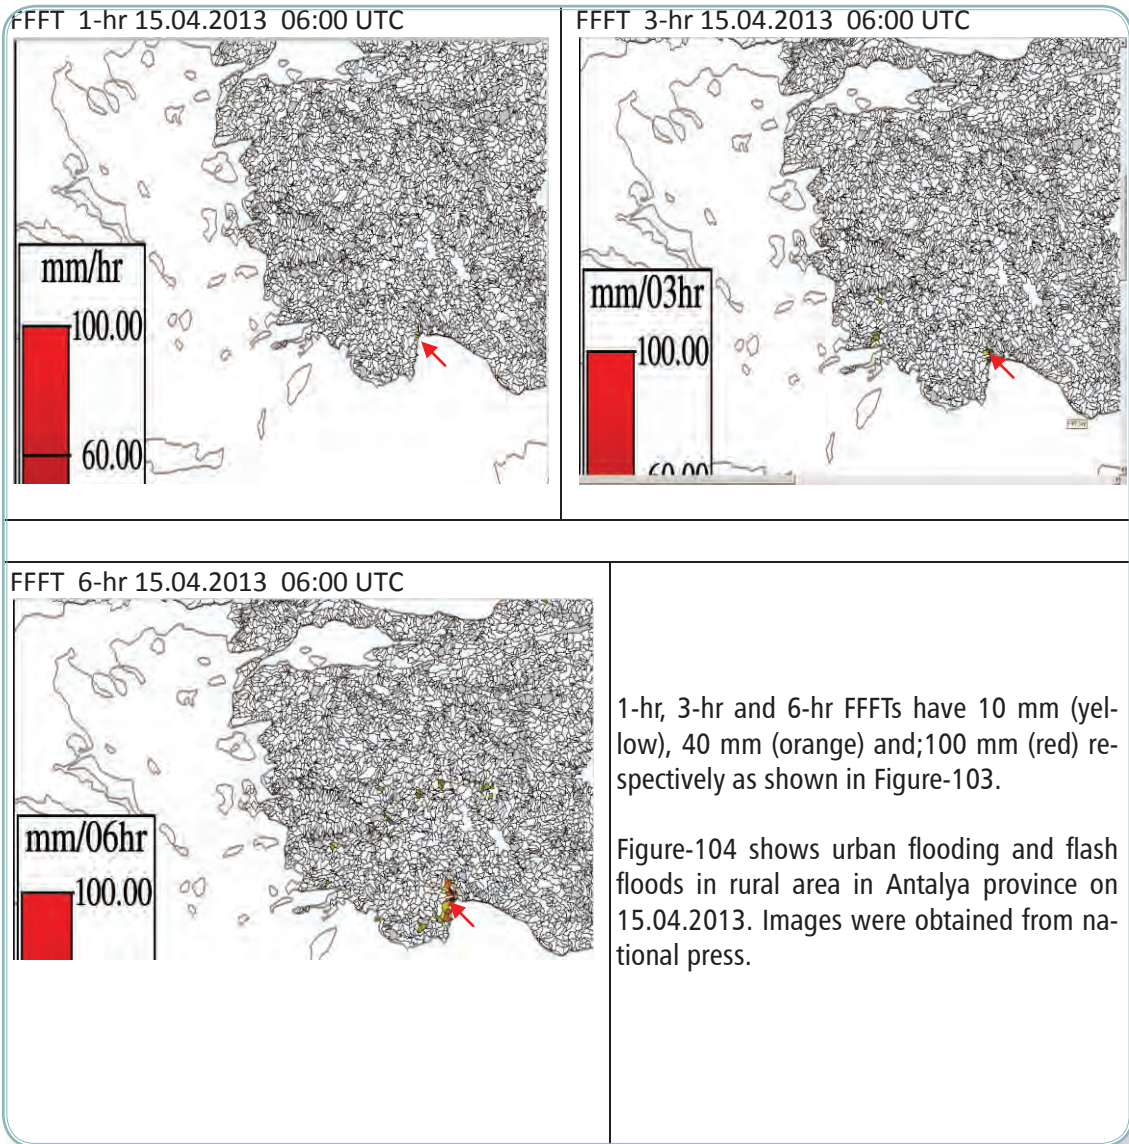 FFFT 1-hr 15.04.2013 06:00 UTC
mm/hr
100.00
60.00
FFFT 3-hr 15.04.2013 06:00 UTC
mm/03hr
100.00
FFFT 6-hr 15.04.2013 06:00 UTC
mm/06hr
100.00
1-hr, 3-hr and 6-hr FFFTs have 10 mm (yel-
low), 40 mm (orange) and;100 mm (red) re-
spectively as shown in Figure-103.
Figure-104 shows urban flooding and flash
floods in rural area in Antalya province on
15.04.2013. Images were obtained from na-
tional press.